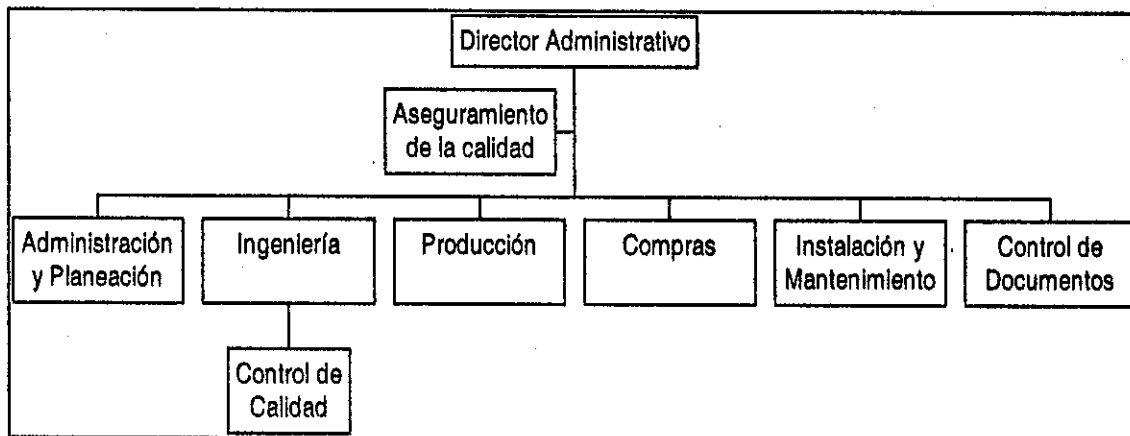 Director Administrativo
Aseguramiento
de la calidad
Administración
y Planeación
Ingeniería
Producción
Compras
Instalación y
Mantenimiento
Control de
Documentos
Control de
Calidad